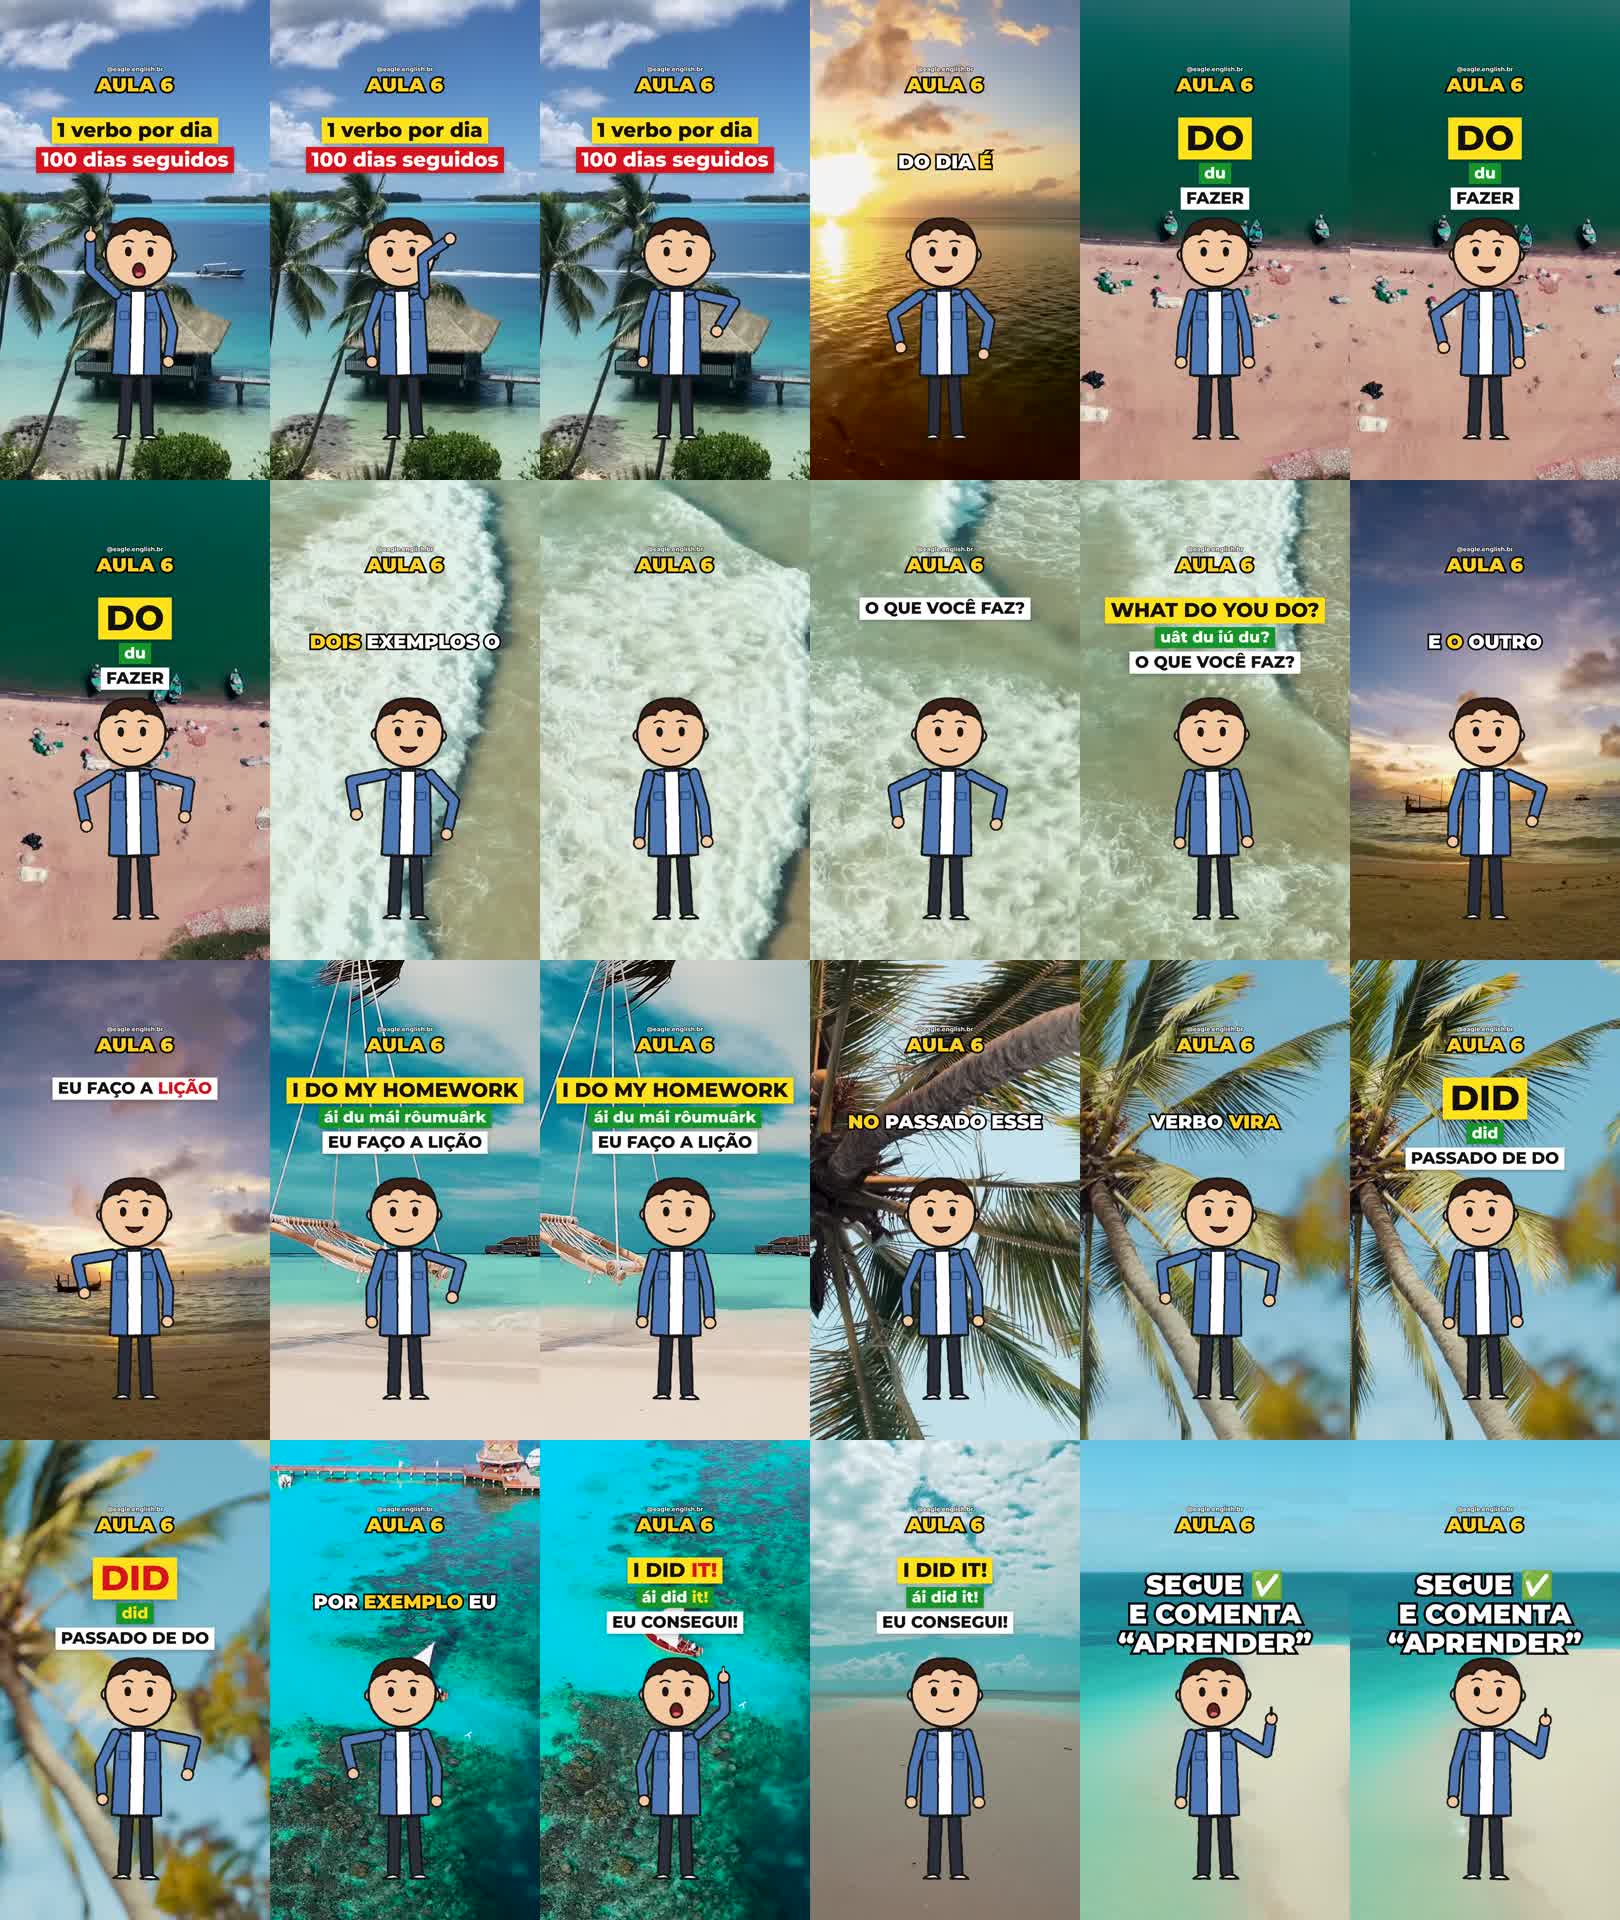 @eagle.english.br
AULA 6
1 verbo por dia
100 dias seguidos
@eagle.english.br
AULA 6
1 verbo por dia
100 dias seguidos
@eagle.english.br
AULA 6
1 verbo por dia
100 dias seguidos
@eagle.english.br
AULA 6
DO DIA É
@eagle.english.br
AULA 6
DO
du
FAZER
@eagle.english.br
AULA 6
DO
du
FAZER
@eagle.english.br
AULA 6
DO
du
FAZER
@eagle.english.br
AULA 6
DOIS EXEMPLOS O
@eagle.english.br
AULA 6
@eagle.english.br
AULA 6
O QUE VOCÊ FAZ?
@eagle.english.br
AULA 6
WHAT DO YOU DO?
uât du iú du?
O QUE VOCÊ FAZ?
@eagle.english.br
AULA 6
E O OUTRO
@eagle.english.br
AULA 6
EU FAÇO A LIÇÃO
@eagle.english.br
AULA 6
I DO MY HOMEWORK
ái du mái rôumuârk
EU FAÇO A LIÇÃO
@eagle.english.br
AULA 6
I DO MY HOMEWORK
ái du mái rôumuârk
EU FAÇO A LIÇÃO
@eagle.english.br
AULA 6
NO PASSADO ESSE
@eagle.english.br
AULA 6
VERBO VIRA
@eagle.english.br
AULA 6
DID
did
PASSADO DE DO
@eagle.english.br
AULA 6
DID
did
PASSADO DE DO
@eagle.english.br
AULA 6
POR EXEMPLO EU
@eagle.english.br
AULA 6
I DID IT!
ái did it!
EU CONSEGUI!
@eagle.english.br
AULA 6
I DID IT!
ái did it!
EU CONSEGUI!
@eagle.english.br
AULA 6
SEGUE ✅
E COMENTA
“APRENDER”
@eagle.english.br
AULA 6
SEGUE ✅
E COMENTA
“APRENDER”